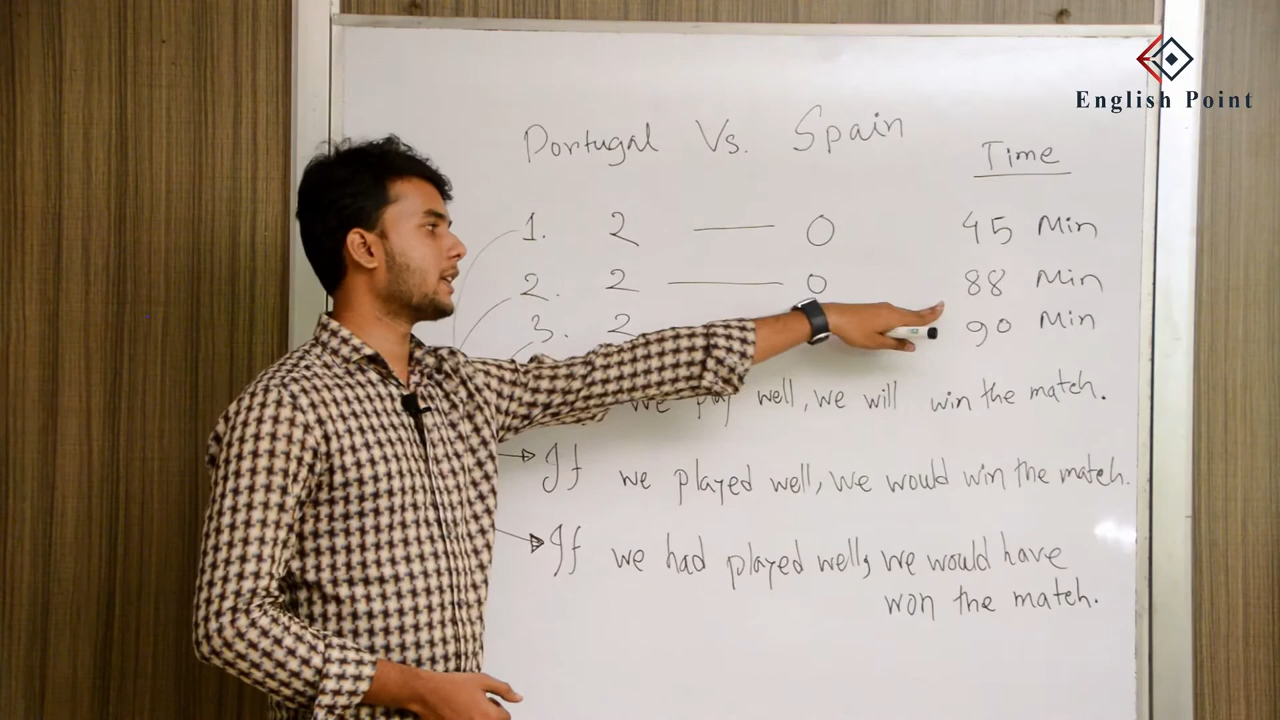 English Point
Portugal Vs. Spain
Time
1. 2 — 0 45 Min
2. 2 — 0 88 Min
3. 2 90 Min
we play well, we will win the match.
If we played well, we would win the match.
If we had played well, we would have
won the match.